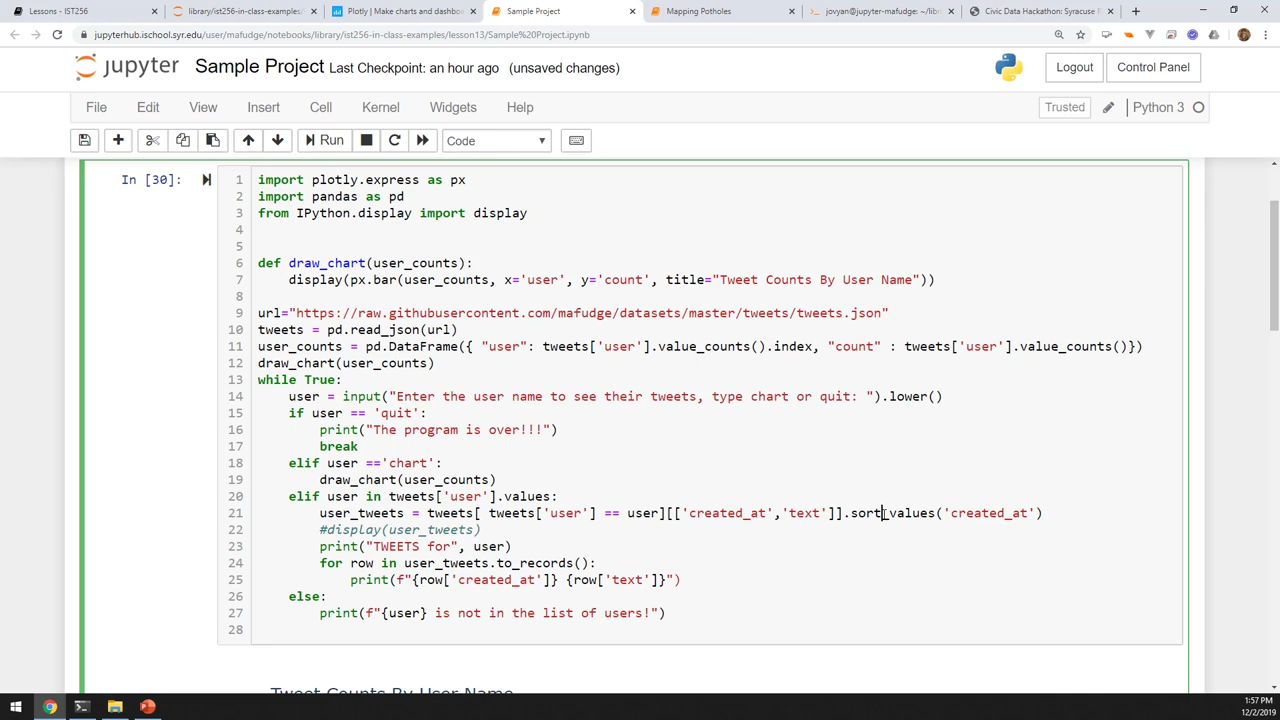 Lessons - IST256
library/ist256-in-class-examples
Plotly | Make charts and dashbo
Sample Project
Mapping Potholes
jovyan@jupyter-mafudge: ~/libr
Civic Data Hackathon: Syracuse R
jupyterhub.ischool.syr.edu/user/mafudge/notebooks/library/ist256-in-class-examples/lesson13/Sample%20Project.ipynb
jupyter Sample Project Last Checkpoint: an hour ago (unsaved changes)
Logout
Control Panel
File Edit View Insert Cell Kernel Widgets Help
Trusted
Python 3
Run
Code
In [30]:
1 import plotly.express as px
2 import pandas as pd
3 from IPython.display import display
4
5
6 def draw_chart(user_counts):
7 display(px.bar(user_counts, x='user', y='count', title="Tweet Counts By User Name"))
8
9 url="https://raw.githubusercontent.com/mafudge/datasets/master/tweets/tweets.json"
10 tweets = pd.read_json(url)
11 user_counts = pd.DataFrame({ "user": tweets['user'].value_counts().index, "count" : tweets['user'].value_counts()})
12 draw_chart(user_counts)
13 while True:
14 user = input("Enter the user name to see their tweets, type chart or quit: ").lower()
15 if user == 'quit':
16 print("The program is over!!!")
17 break
18 elif user =='chart':
19 draw_chart(user_counts)
20 elif user in tweets['user'].values:
21 user_tweets = tweets[ tweets['user'] == user][['created_at','text']].sort_values('created_at')
22 #display(user_tweets)
23 print("TWEETS for", user)
24 for row in user_tweets.to_records():
25 print(f"{row['created_at']} {row['text']}")
26 else:
27 print(f"{user} is not in the list of users!")
28
Tweet Counts By User Name
1:57 PM
12/2/2019